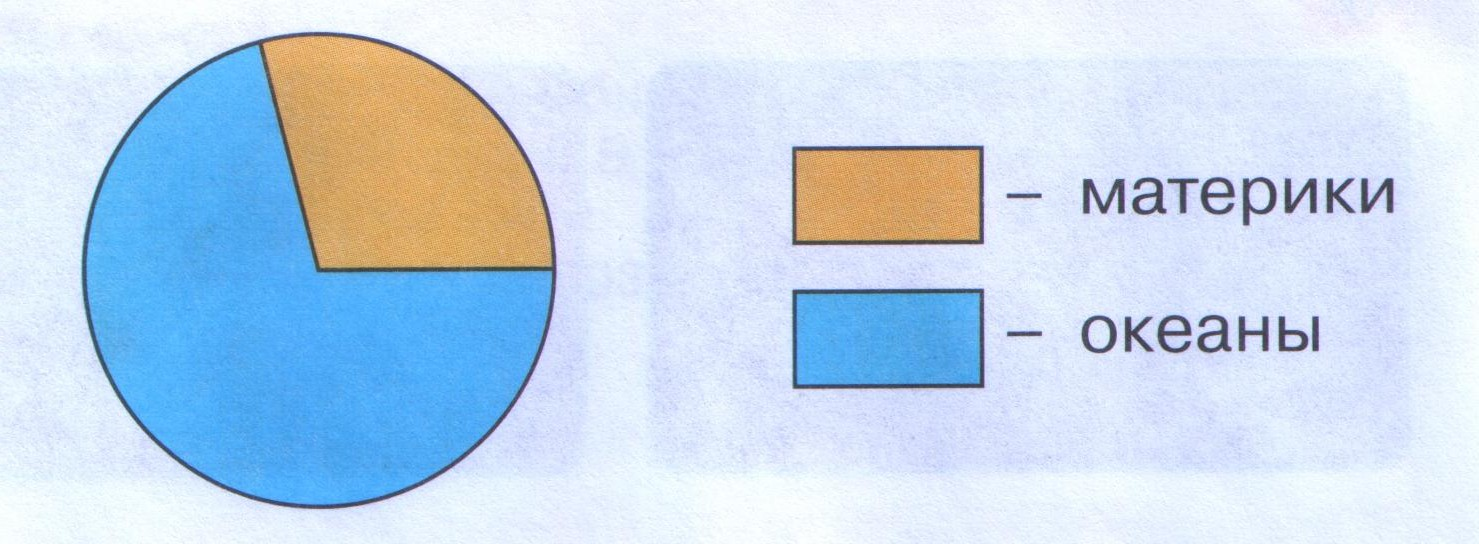 – материки
– океаны